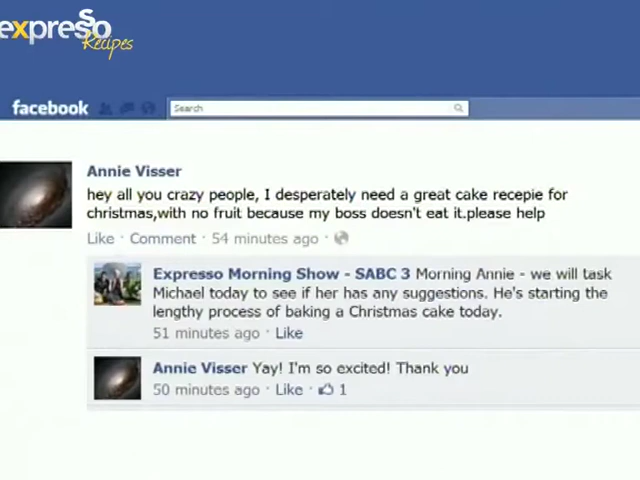 expresso
Recipes
facebook
Search
Annie Visser
hey all you crazy people, I desperately need a great cake recepie for
christmas,with no fruit because my boss doesn't eat it.please help
Like · Comment · 54 minutes ago ·
Expresso Morning Show - SABC 3 Morning Annie - we will task
Michael today to see if her has any suggestions. He's starting the
lengthy process of baking a Christmas cake today.
51 minutes ago · Like
Annie Visser Yay! I'm so excited! Thank you
50 minutes ago · Like · 1